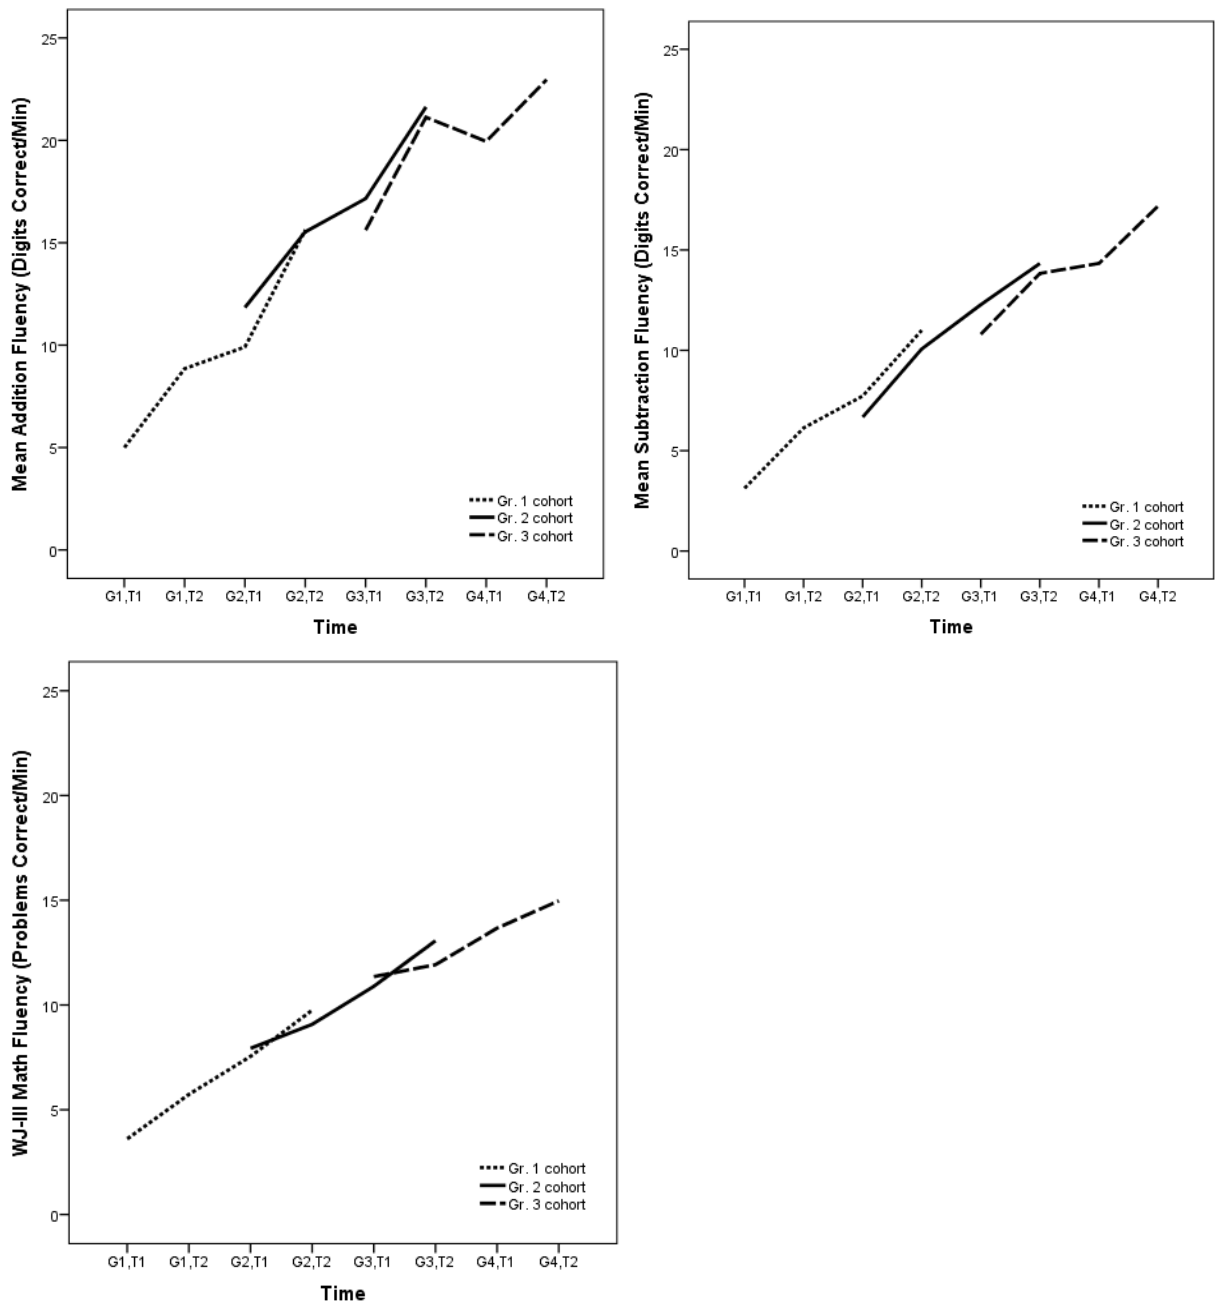 Mean Addition Fluency (Digits Correct/Min)
25
20
15
10
5
0
Gr. 1 cohort
Gr. 2 cohort
Gr. 3 cohort
G1,T1 G1,T2 G2,T1 G2,T2 G3,T1 G3,T2 G4,T1 G4,T2
Time
Mean Subtraction Fluency (Digits Correct/Min)
25
20
15
10
5
0
Gr. 1 cohort
Gr. 2 cohort
Gr. 3 cohort
G1,T1 G1,T2 G2,T1 G2,T2 G3,T1 G3,T2 G4,T1 G4,T2
Time
WJ-III Math Fluency (Problems Correct/Min)
25
20
15
10
5
0
Gr. 1 cohort
Gr. 2 cohort
Gr. 3 cohort
G1,T1 G1,T2 G2,T1 G2,T2 G3,T1 G3,T2 G4,T1 G4,T2
Time